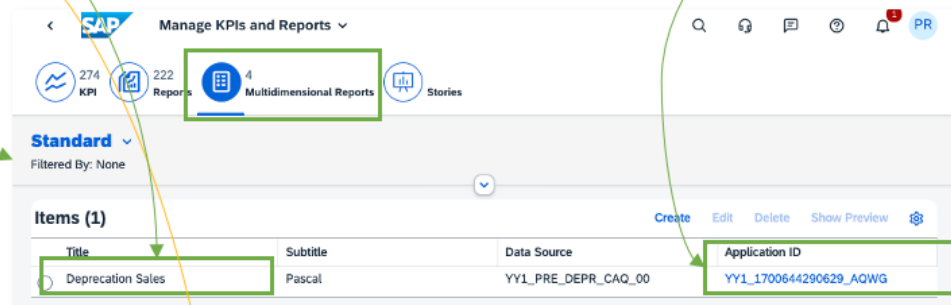 SAP Manage KPIs and Reports 1 PR
274 KPI 222 Reports 4 Multidimensional Reports Stories
Standard
Filtered By: None
Items (1) Create Edit Delete Show Preview
Title Subtitle Data Source Application ID
Deprecation Sales Pascal YY1_PRE_DEPR_CAQ_00 YY1_1700644290629_AQWG